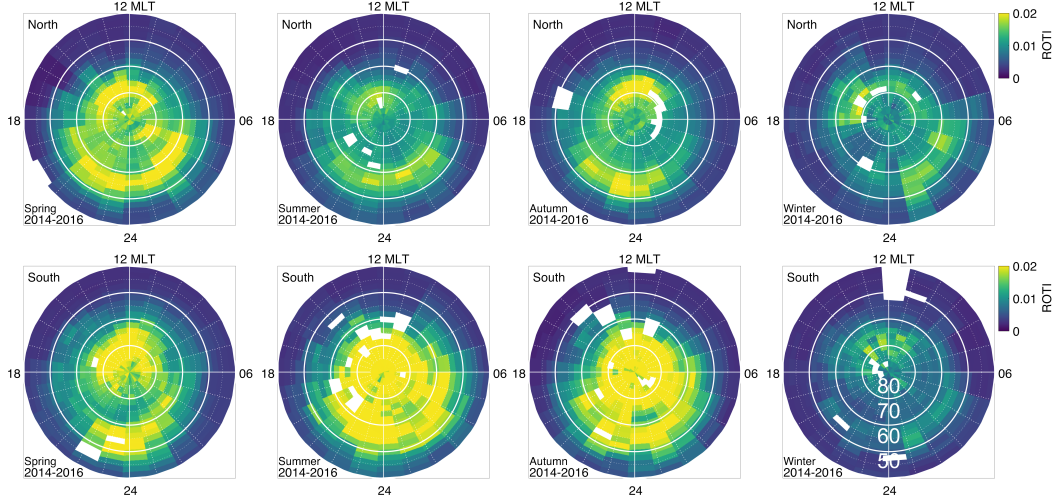 12 MLT 12 MLT 12 MLT 12 MLT
North North North North
0.02
0.01
0
ROTI
18 06 18 06 18 06 18 06
Spring Summer Autumn Winter
2014-2016 2014-2016 2014-2016 2014-2016
24 24 24 24
12 MLT 12 MLT 12 MLT 12 MLT
South South South South
0.02
0.01
0
ROTI
18 06 18 06 18 06 18 06
80
70
60
50
Spring Summer Autumn Winter
2014-2016 2014-2016 2014-2016 2014-2016
24 24 24 24